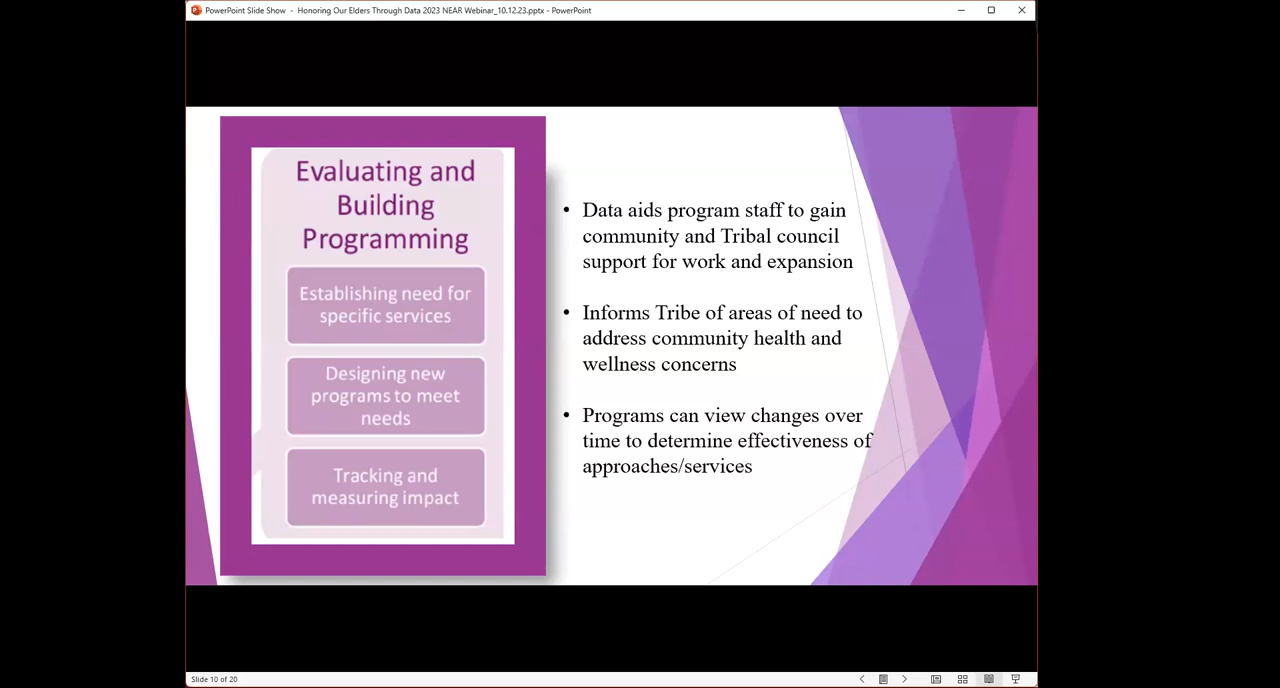 PowerPoint Slide Show - Honoring Our Elders Through Data 2023 NEAR Webinar_10.12.23.pptx - PowerPoint
Evaluating and
Building
Programming
Establishing need for
specific services
Designing new
programs to meet
needs
Tracking and
measuring impact
• Data aids program staff to gain
community and Tribal council
support for work and expansion
• Informs Tribe of areas of need to
address community health and
wellness concerns
• Programs can view changes over
time to determine effectiveness of
approaches/services
Slide 10 of 20